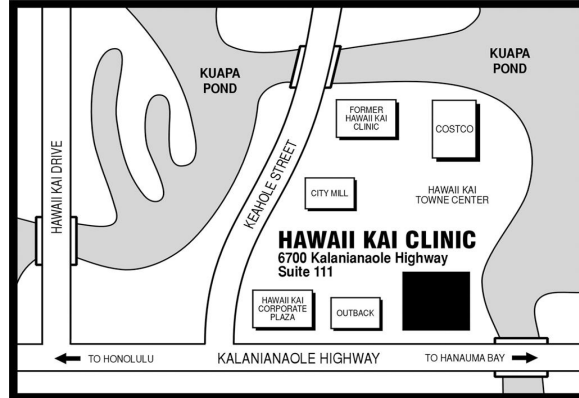 KUAPA
POND
KUAPA
POND
FORMER
HAWAII KAI
CLINIC
COSTCO
HAWAII KAI DRIVE
KEAHOLE STREET
CITY MILL
HAWAII KAI
TOWNE CENTER
HAWAII KAI CLINIC
6700 Kalanianaole Highway
Suite 111
HAWAII KAI
CORPORATE
PLAZA
OUTBACK
TO HONOLULU
KALANIANAOLE HIGHWAY
TO HANAUMA BAY